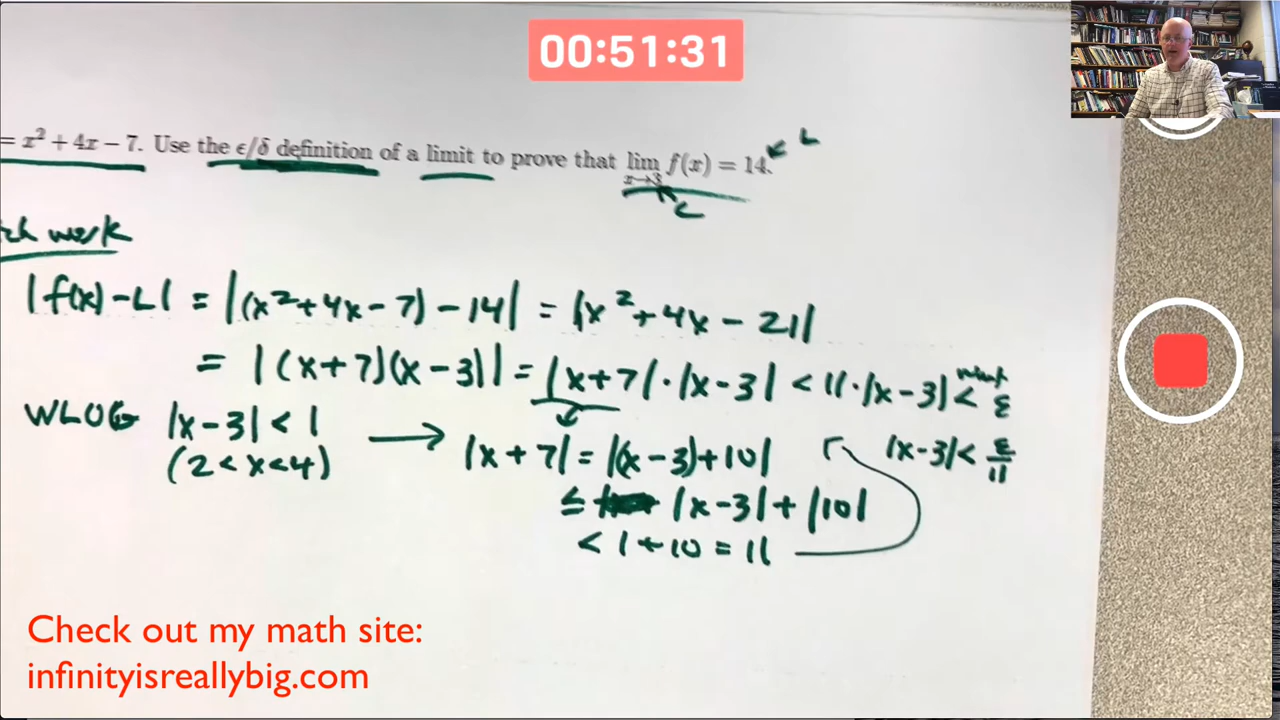 00:51:31
= x² + 4x − 7. Use the ϵ/δ definition of a limit to prove that lim x→3 f(x) = 14.
L
c
work
|f(x) - L| = |(x²+4x-7) - 14| = |x²+4x-21|
= |(x+7)(x-3)| = |x+7|·|x-3| < 11·|x-3| < ε
want
WLOG |x-3| < 1
(2<x<4)
|x+7| = |(x-3)+10|
|x-3| < ε/11
≤ |x-3| + |10|
< 1+10 = 11
Check out my math site:
infinityisreallybig.com